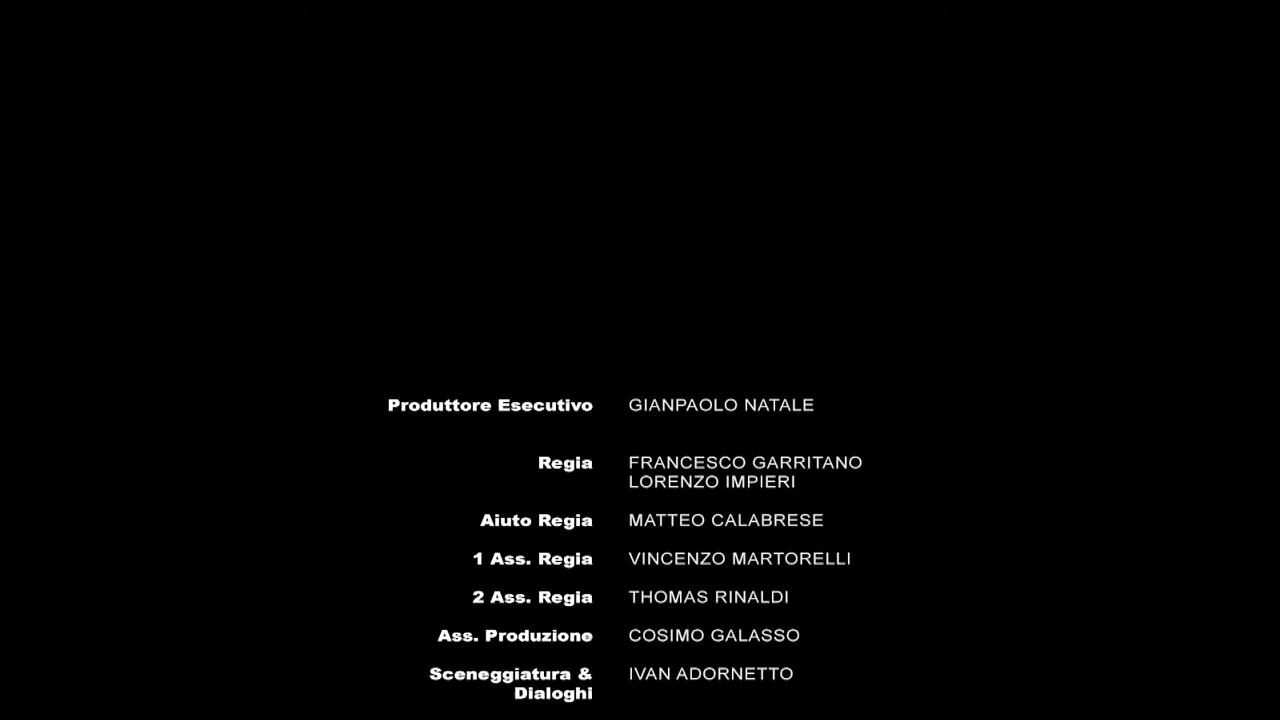 Produttore Esecutivo GIANPAOLO NATALE
Regia FRANCESCO GARRITANO
LORENZO IMPIERI
Aiuto Regia MATTEO CALABRESE
1 Ass. Regia VINCENZO MARTORELLI
2 Ass. Regia THOMAS RINALDI
Ass. Produzione COSIMO GALASSO
Sceneggiatura & IVAN ADORNETTO
Dialoghi